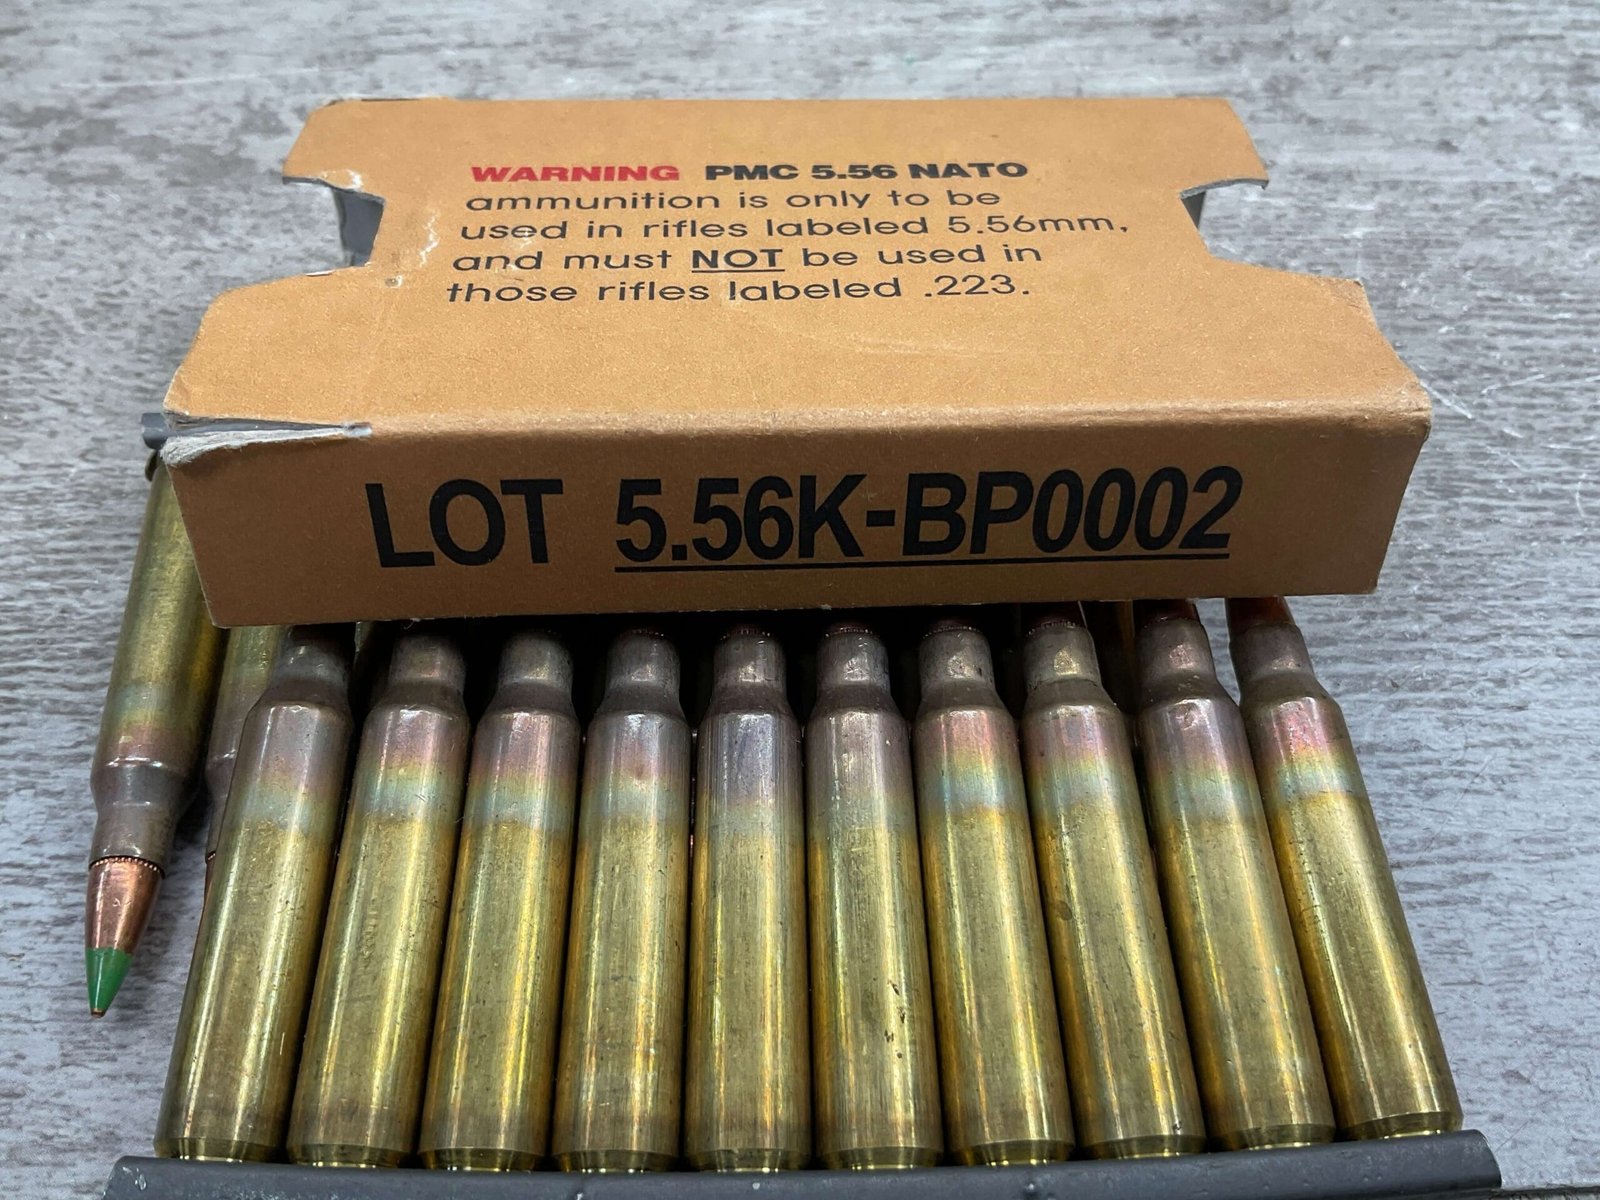 WARNING PMC 5.56 NATO
ammunition is only to be
used in rifles labeled 5.56mm,
and must NOT be used in
those rifles labeled .223.
LOT 5.56K-BP0002